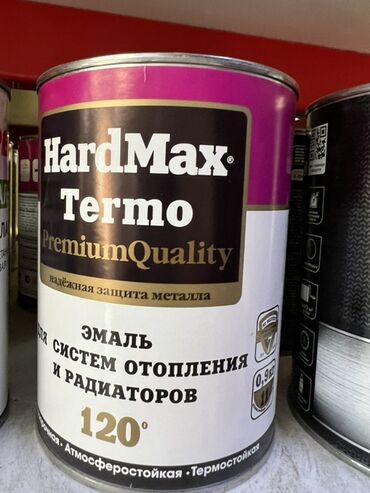 HardMax®
Termo
PremiumQuality
надёжная защита металла
ЭМАЛЬ
ДЛЯ СИСТЕМ ОТОПЛЕНИЯ
И РАДИАТОРОВ
120°
0,9кг
Атмосферостойкая • Термостойкая